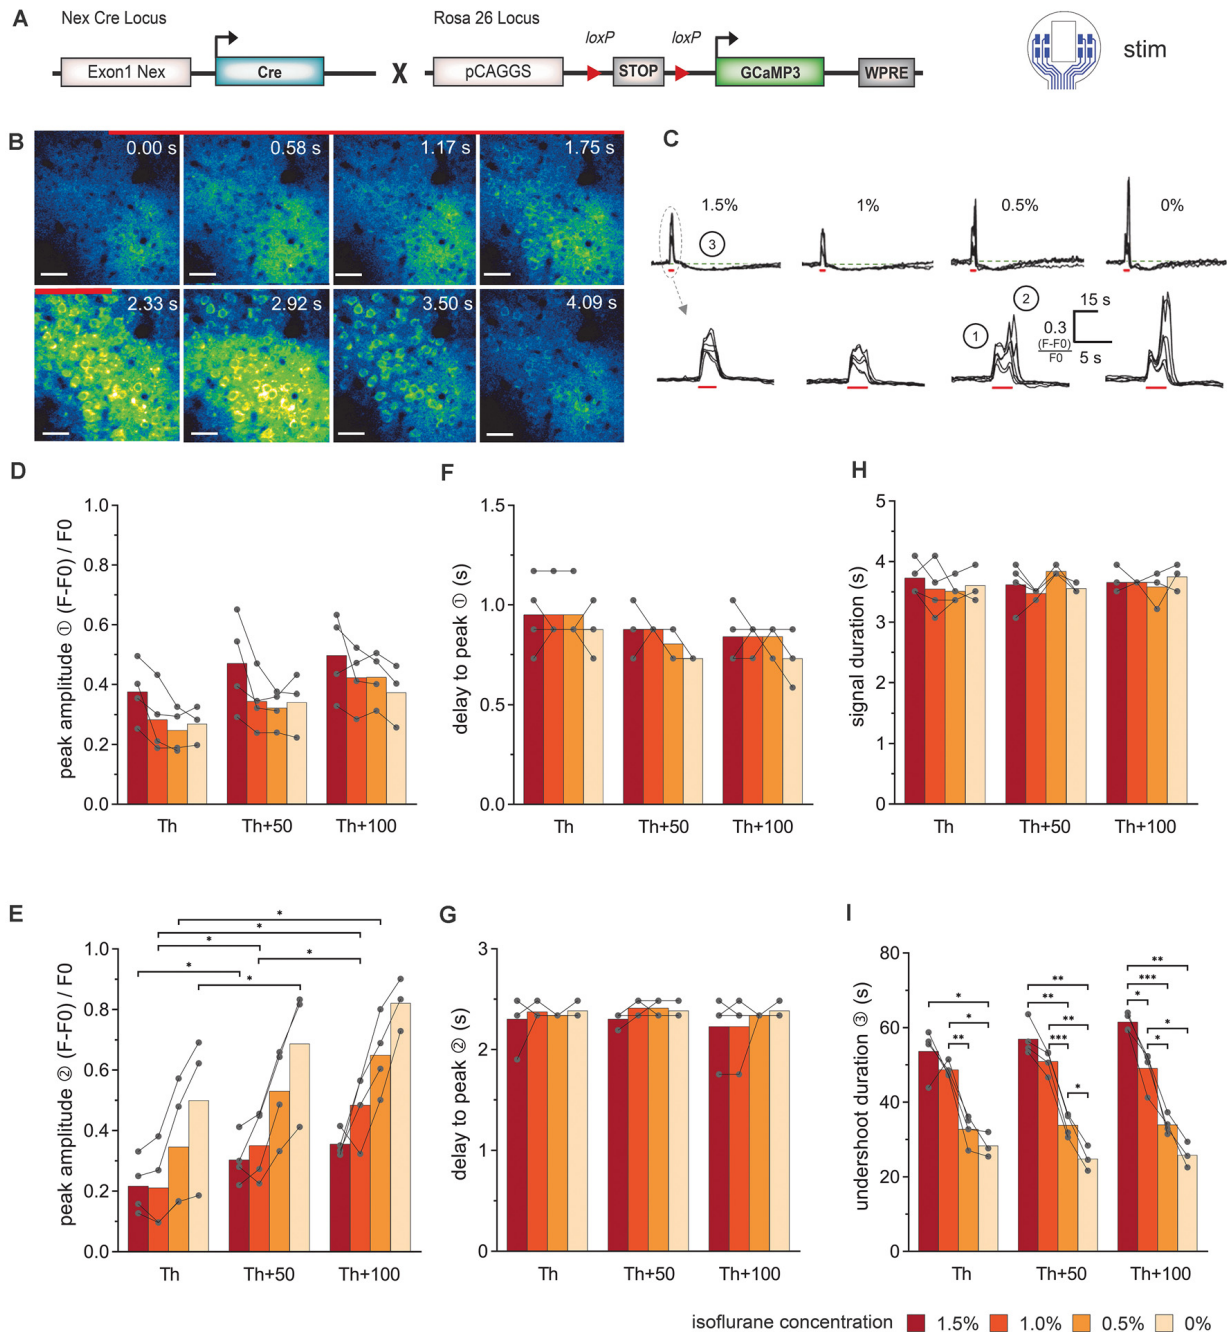 A
Nex Cre Locus
Rosa 26 Locus
loxP
loxP
Exon1 Nex
Cre
X
pCAGGS
STOP
GCaMP3
WPRE
stim
B
0.00 s
0.58 s
1.17 s
1.75 s
2.33 s
2.92 s
3.50 s
4.09 s
C
1.5%
1%
0.5%
0%
3
1
2
15 s
0.3
(F-F0)
F0
5 s
D
peak amplitude ① (F-F0) / F0
1.0
0.8
0.6
0.4
0.2
0.0
Th
Th+50
Th+100
F
delay to peak ① (s)
1.5
1.0
0.5
0.0
Th
Th+50
Th+100
H
signal duration (s)
5
4
3
2
1
0
Th
Th+50
Th+100
E
peak amplitude ② (F-F0) / F0
1.0
0.8
0.6
0.4
0.2
0.0
*
*
*
*
*
*
Th
Th+50
Th+100
G
delay to peak ② (s)
3
2
1
0
Th
Th+50
Th+100
I
undershoot duration ③ (s)
80
60
40
20
0
*
*
**
**
**
**
***
*
**
***
*
*
*
Th
Th+50
Th+100
isoflurane concentration
1.5%
1.0%
0.5%
0%